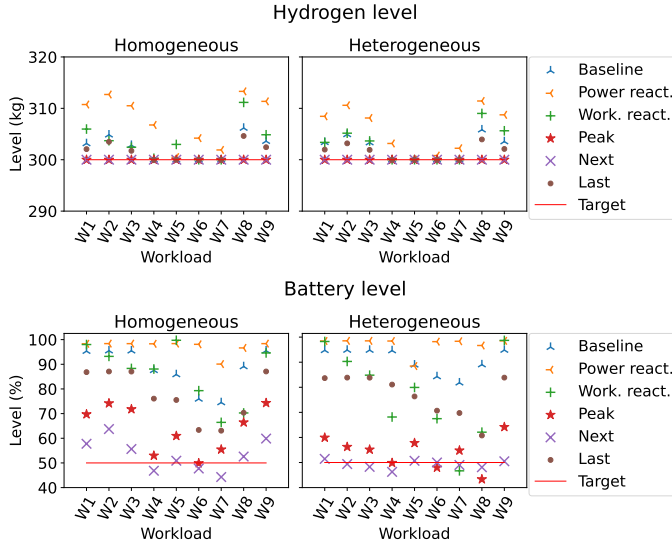 Hydrogen level
Homogeneous
Heterogeneous
Level (kg)
320
310
300
290
W1 W2 W3 W4 W5 W6 W7 W8 W9
W1 W2 W3 W4 W5 W6 W7 W8 W9
Workload
Workload
Baseline
Power react.
Work. react.
Peak
Next
Last
Target
Battery level
Homogeneous
Heterogeneous
Level (%)
100
90
80
70
60
50
40
W1 W2 W3 W4 W5 W6 W7 W8 W9
W1 W2 W3 W4 W5 W6 W7 W8 W9
Workload
Workload
Baseline
Power react.
Work. react.
Peak
Next
Last
Target